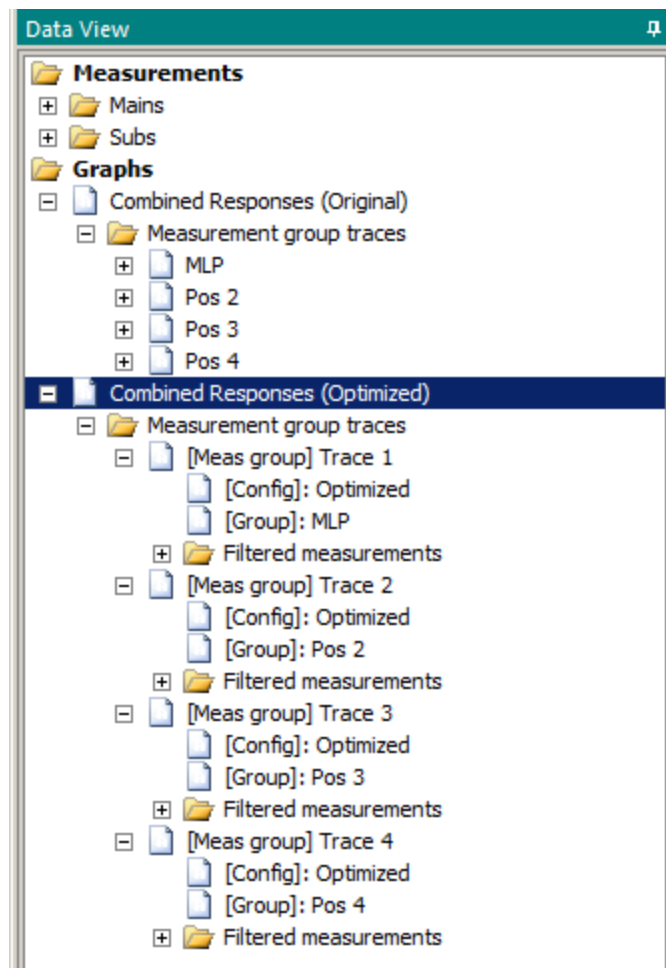 Data View
Measurements
Mains
Subs
Graphs
Combined Responses (Original)
Measurement group traces
MLP
Pos 2
Pos 3
Pos 4
Combined Responses (Optimized)
Measurement group traces
[Meas group] Trace 1
[Config]: Optimized
[Group]: MLP
Filtered measurements
[Meas group] Trace 2
[Config]: Optimized
[Group]: Pos 2
Filtered measurements
[Meas group] Trace 3
[Config]: Optimized
[Group]: Pos 3
Filtered measurements
[Meas group] Trace 4
[Config]: Optimized
[Group]: Pos 4
Filtered measurements